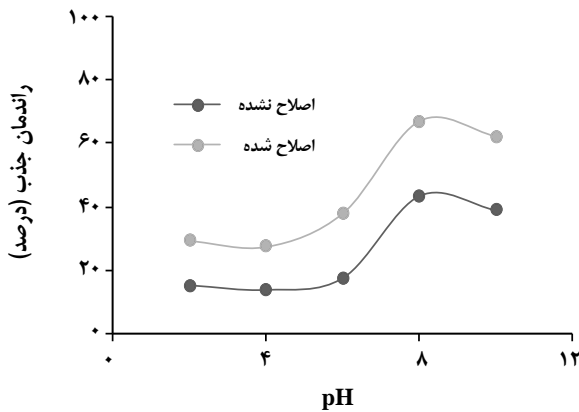 ۱۰۰
۸۰
۶۰
۴۰
۲۰
۰
راندمان جذب (درصد)
اصلاح نشده
اصلاح شده
۰ ۴ ۸ ۱۲
pH